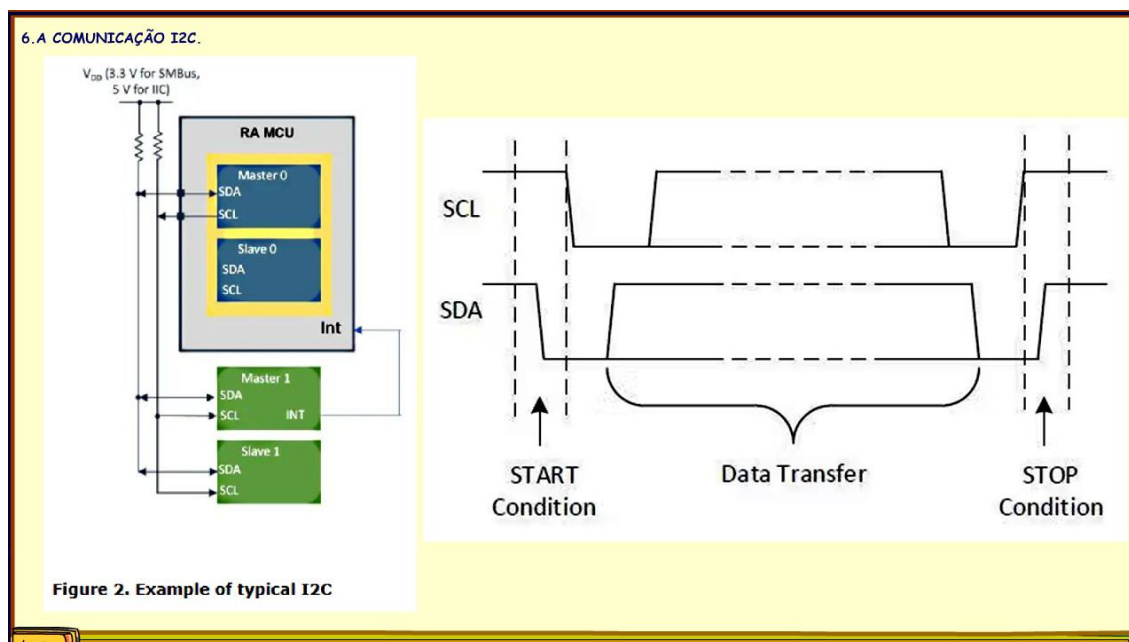 6.A COMUNICAÇÃO I2C.
VDD (3.3 V for SMBus,
5 V for IIC)
RA MCU
Master 0
SDA
SCL
Slave 0
SDA
SCL
Int
Master 1
SDA
SCL INT
Slave 1
SDA
SCL
Figure 2. Example of typical I2C
SCL
SDA
START
Condition
Data Transfer
STOP
Condition